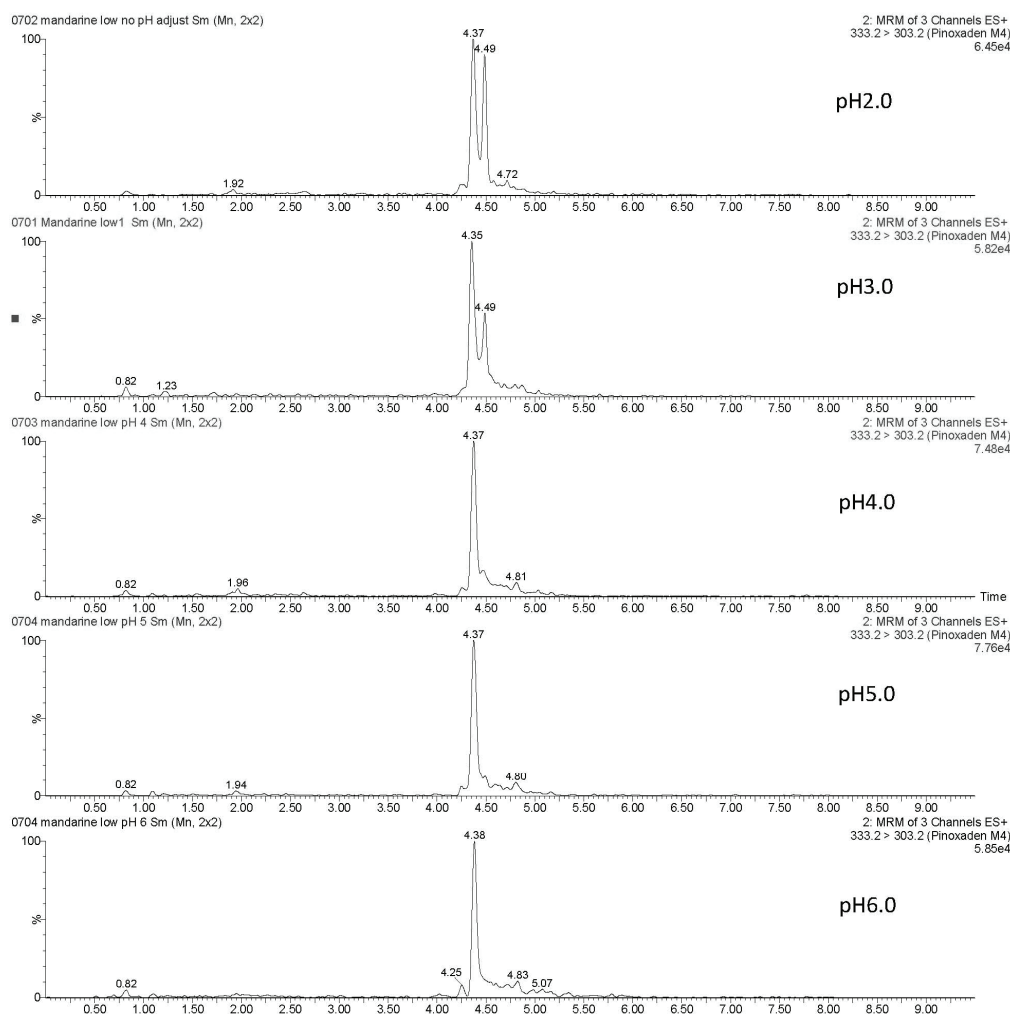 0702 mandarine low no pH adjust Sm (Mn, 2x2)
2: MRM of 3 Channels ES+
333.2 > 303.2 (Pinoxaden M4)
6.45e4
100
4.37
4.49
pH2.0
%
4.72
1.92
0
0.50 1.00 1.50 2.00 2.50 3.00 3.50 4.00 4.50 5.00 5.50 6.00 6.50 7.00 7.50 8.00 8.50 9.00
0701 Mandarine low1 Sm (Mn, 2x2)
2: MRM of 3 Channels ES+
333.2 > 303.2 (Pinoxaden M4)
5.82e4
100
4.35
pH3.0
4.49
%
0.82
1.23
0
0.50 1.00 1.50 2.00 2.50 3.00 3.50 4.00 4.50 5.00 5.50 6.00 6.50 7.00 7.50 8.00 8.50 9.00
0703 mandarine low pH 4 Sm (Mn, 2x2)
2: MRM of 3 Channels ES+
333.2 > 303.2 (Pinoxaden M4)
7.48e4
100
4.37
pH4.0
%
0.82
1.96
4.81
0
Time
0.50 1.00 1.50 2.00 2.50 3.00 3.50 4.00 4.50 5.00 5.50 6.00 6.50 7.00 7.50 8.00 8.50 9.00
0704 mandarine low pH 5 Sm (Mn, 2x2)
2: MRM of 3 Channels ES+
333.2 > 303.2 (Pinoxaden M4)
7.76e4
100
4.37
pH5.0
%
0.82
1.94
4.80
0
0.50 1.00 1.50 2.00 2.50 3.00 3.50 4.00 4.50 5.00 5.50 6.00 6.50 7.00 7.50 8.00 8.50 9.00
0704 mandarine low pH 6 Sm (Mn, 2x2)
2: MRM of 3 Channels ES+
333.2 > 303.2 (Pinoxaden M4)
5.85e4
100
4.38
pH6.0
%
0.82
4.25
4.83
5.07
0
0.50 1.00 1.50 2.00 2.50 3.00 3.50 4.00 4.50 5.00 5.50 6.00 6.50 7.00 7.50 8.00 8.50 9.00